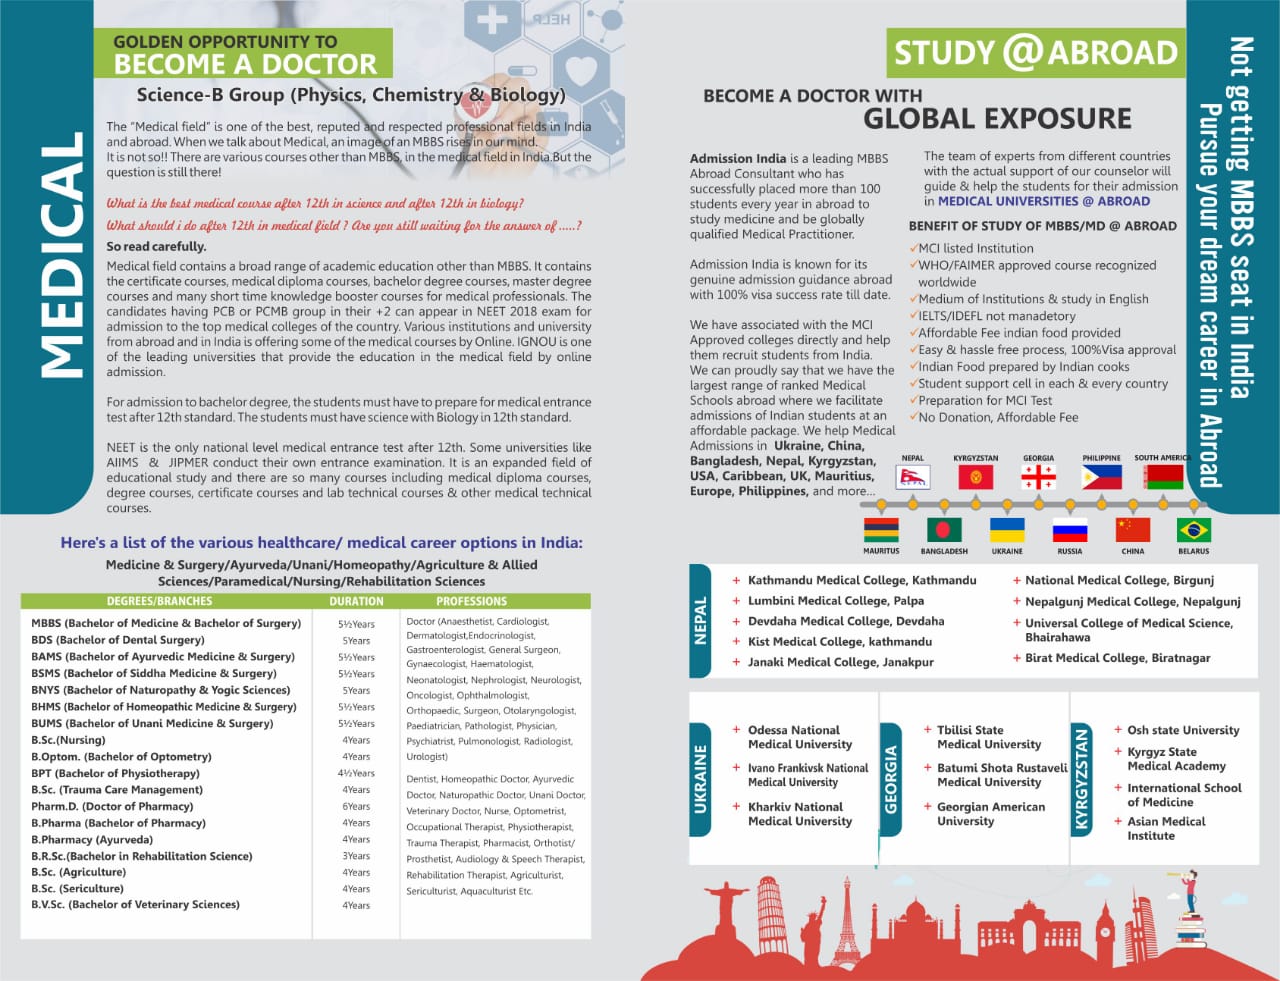 MEDICAL
GOLDEN OPPORTUNITY TO
BECOME A DOCTOR
HELP
Science-B Group (Physics, Chemistry & Biology)
The "Medical field" is one of the best, reputed and respected professional fields in India
and abroad. When we talk about Medical, an image of an MBBS rises in our mind.
It is not so!! There are various courses other than MBBS, in the medical field in India.But the
question is still there!
What is the best medical course after 12th in science and after 12th in biology?
What should i do after 12th in medical field ? Are you still waiting for the answer of .....?
So read carefully.
Medical field contains a broad range of academic education other than MBBS. It contains
the certificate courses, medical diploma courses, bachelor degree courses, master degree
courses and many short time knowledge booster courses for medical professionals. The
candidates having PCB or PCMB group in their +2 can appear in NEET 2018 exam for
admission to the top medical colleges of the country. Various institutions and university
from abroad and in India is offering some of the medical courses by Online. IGNOU is one
of the leading universities that provide the education in the medical field by online
admission.
For admission to bachelor degree, the students must have to prepare for medical entrance
test after 12th standard. The students must have science with Biology in 12th standard.
NEET is the only national level medical entrance test after 12th. Some universities like
AIIMS & JIPMER conduct their own entrance examination. It is an expanded field of
educational study and there are so many courses including medical diploma courses,
degree courses, certificate courses and lab technical courses & other medical technical
courses.
Here's a list of the various healthcare/ medical career options in India:
Medicine & Surgery/Ayurveda/Unani/Homeopathy/Agriculture & Allied
Sciences/Paramedical/Nursing/Rehabilitation Sciences
DEGREES/BRANCHES DURATION PROFESSIONS
MBBS (Bachelor of Medicine & Bachelor of Surgery) 5½Years
BDS (Bachelor of Dental Surgery) 5Years
BAMS (Bachelor of Ayurvedic Medicine & Surgery) 5½Years
BSMS (Bachelor of Siddha Medicine & Surgery) 5½Years
BNYS (Bachelor of Naturopathy & Yogic Sciences) 5Years
BHMS (Bachelor of Homeopathic Medicine & Surgery) 5½Years
BUMS (Bachelor of Unani Medicine & Surgery) 5½Years
B.Sc.(Nursing) 4Years
B.Optom. (Bachelor of Optometry) 4Years
BPT (Bachelor of Physiotherapy) 4½Years
B.Sc. (Trauma Care Management) 4Years
Pharm.D. (Doctor of Pharmacy) 6Years
B.Pharma (Bachelor of Pharmacy) 4Years
B.Pharmacy (Ayurveda) 4Years
B.R.Sc.(Bachelor in Rehabilitation Science) 3Years
B.Sc. (Agriculture) 4Years
B.Sc. (Sericulture) 4Years
B.V.Sc. (Bachelor of Veterinary Sciences) 4Years
Doctor (Anaesthetist, Cardiologist,
Dermatologist,Endocrinologist,
Gastroenterologist, General Surgeon,
Gynaecologist, Haematologist,
Neonatologist, Nephrologist, Neurologist,
Oncologist, Ophthalmologist,
Orthopaedic, Surgeon, Otolaryngologist,
Paediatrician, Pathologist, Physician,
Psychiatrist, Pulmonologist, Radiologist,
Urologist)
Dentist, Homeopathic Doctor, Ayurvedic
Doctor, Naturopathic Doctor, Unani Doctor,
Veterinary Doctor, Nurse, Optometrist,
Occupational Therapist, Physiotherapist,
Trauma Therapist, Pharmacist, Orthotist/
Prosthetist, Audiology & Speech Therapist,
Rehabilitation Therapist, Agriculturist,
Sericulturist, Aquaculturist Etc.
STUDY @ ABROAD
Not getting MBBS seat in India
Pursue your dream career in Abroad
BECOME A DOCTOR WITH
GLOBAL EXPOSURE
Admission India is a leading MBBS
Abroad Consultant who has
successfully placed more than 100
students every year in abroad to
study medicine and be globally
qualified Medical Practitioner.
Admission India is known for its
genuine admission guidance abroad
with 100% visa success rate till date.
We have associated with the MCI
Approved colleges directly and help
them recruit students from India.
We can proudly say that we have the
largest range of ranked Medical
Schools abroad where we facilitate
admissions of Indian students at an
affordable package. We help Medical
Admissions in Ukraine, China,
Bangladesh, Nepal, Kyrgyzstan,
USA, Caribbean, UK, Mauritius,
Europe, Philippines, and more...
The team of experts from different countries
with the actual support of our counselor will
guide & help the students for their admission
in MEDICAL UNIVERSITIES @ ABROAD
BENEFIT OF STUDY OF MBBS/MD @ ABROAD
✓MCI listed Institution
✓WHO/FAIMER approved course recognized
worldwide
✓Medium of Institutions & study in English
✓IELTS/IDEFL not manadetory
✓Affordable Fee indian food provided
✓Easy & hassle free process, 100%Visa approval
✓Indian Food prepared by Indian cooks
✓Student support cell in each & every country
✓Preparation for MCI Test
✓No Donation, Affordable Fee
NEPAL KYRGYZSTAN GEORGIA PHILIPPINE SOUTH AMERICA
NEPAL
MAURITUS BANGLADESH UKRAINE RUSSIA CHINA BELARUS
NEPAL
+ Kathmandu Medical College, Kathmandu
+ Lumbini Medical College, Palpa
+ Devdaha Medical College, Devdaha
+ Kist Medical College, kathmandu
+ Janaki Medical College, Janakpur
+ National Medical College, Birgunj
+ Nepalgunj Medical College, Nepalgunj
+ Universal College of Medical Science,
Bhairahawa
+ Birat Medical College, Biratnagar
UKRAINE
+ Odessa National
Medical University
+ Ivano Frankivsk National
Medical University
+ Kharkiv National
Medical University
GEORGIA
+ Tbilisi State
Medical University
+ Batumi Shota Rustaveli
Medical University
+ Georgian American
University
KYRGYZSTAN
+ Osh state University
+ Kyrgyz State
Medical Academy
+ International School
of Medicine
+ Asian Medical
Institute